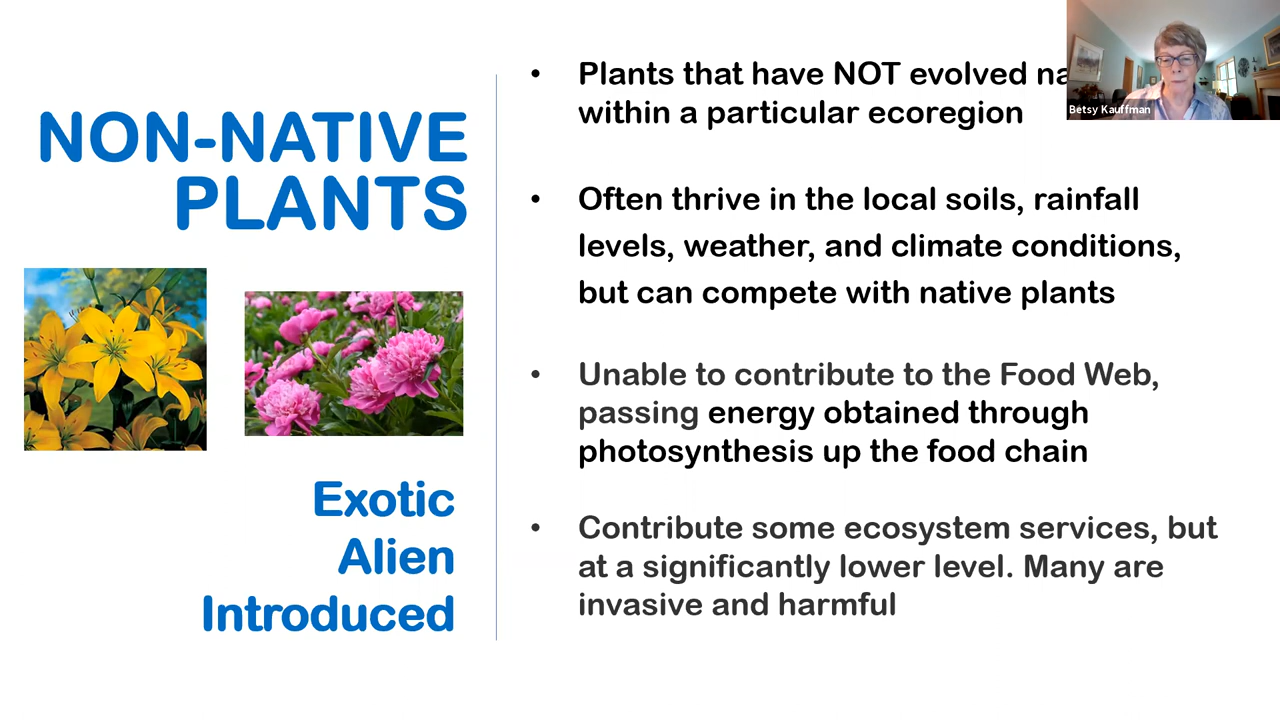 NON-NATIVE
PLANTS
Exotic
Alien
Introduced
• Plants that have NOT evolved
within a particular ecoregion
• Often thrive in the local soils, rainfall
levels, weather, and climate conditions,
but can compete with native plants
• Unable to contribute to the Food Web,
passing energy obtained through
photosynthesis up the food chain
• Contribute some ecosystem services, but
at a significantly lower level. Many are
invasive and harmful
Betsy Kauffman